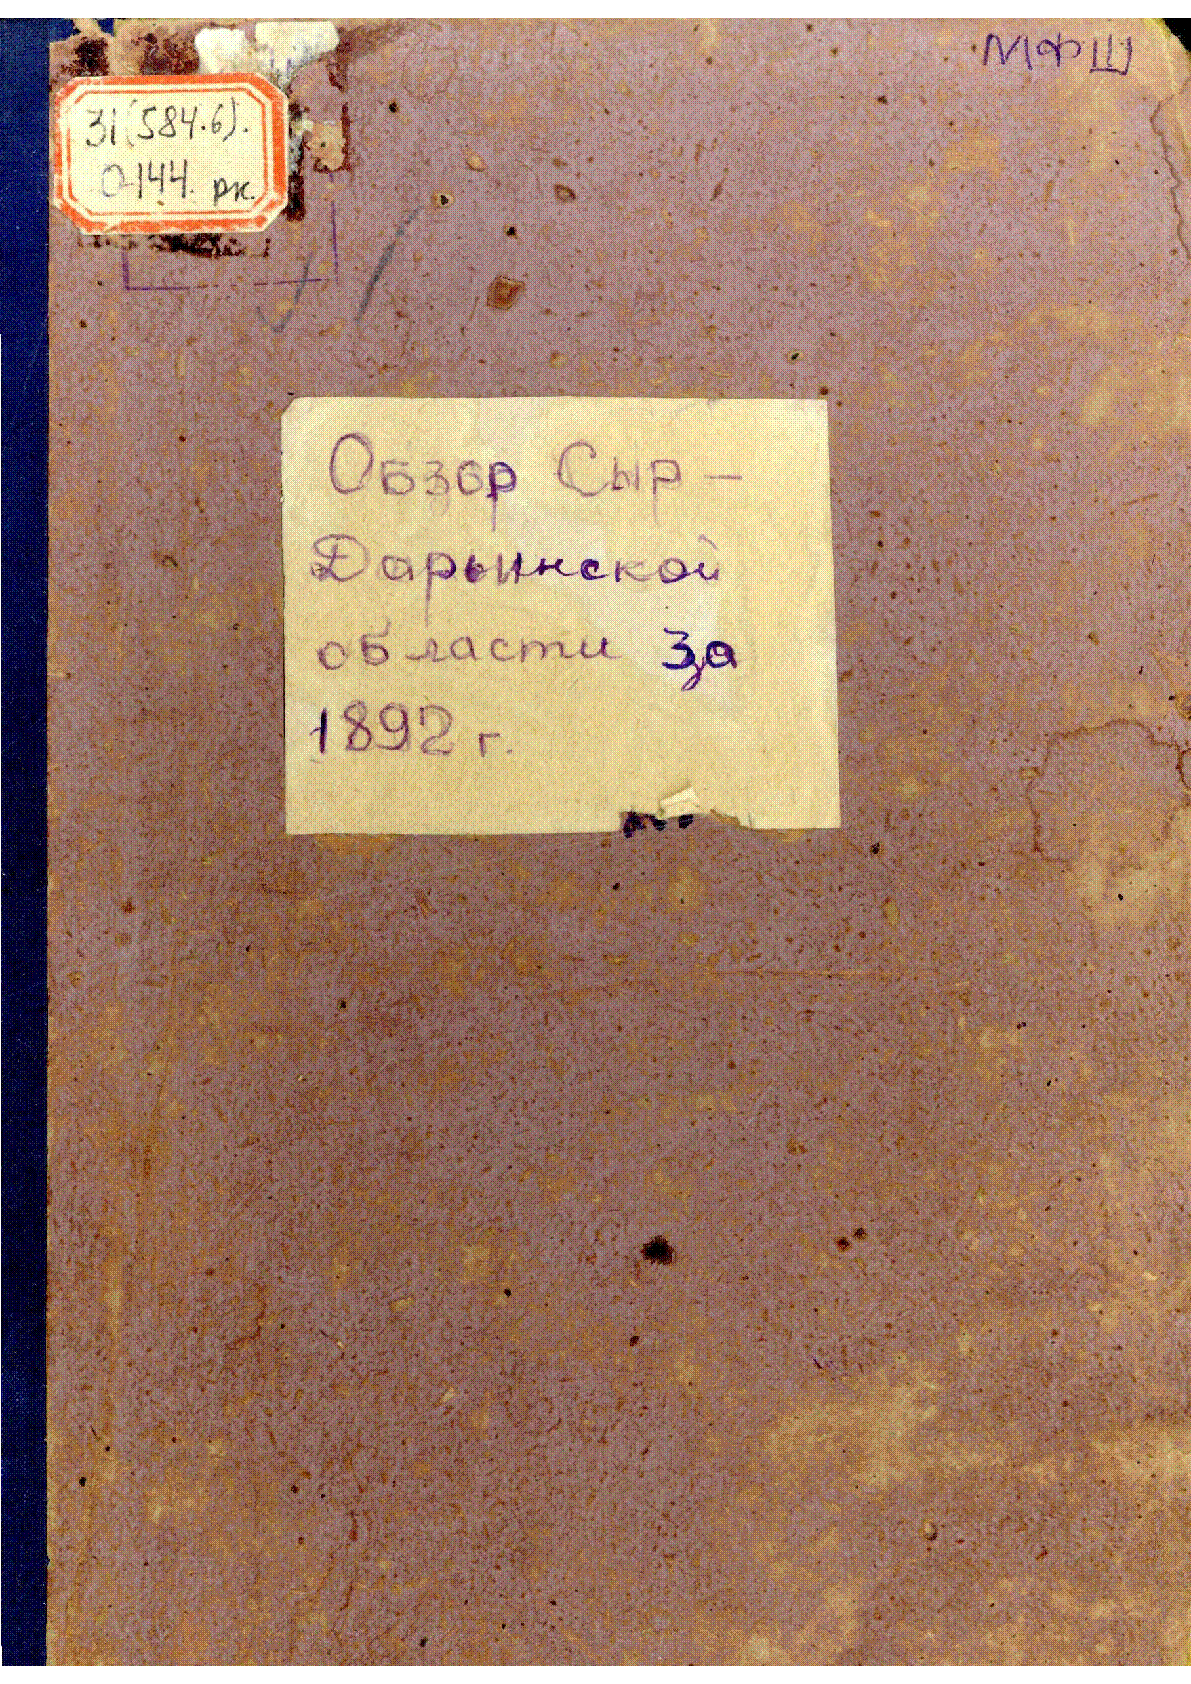 МФШ
31(584.6).
О-144. рк.
Обзор Сыр-
Дарьинской
области за
1892 г.